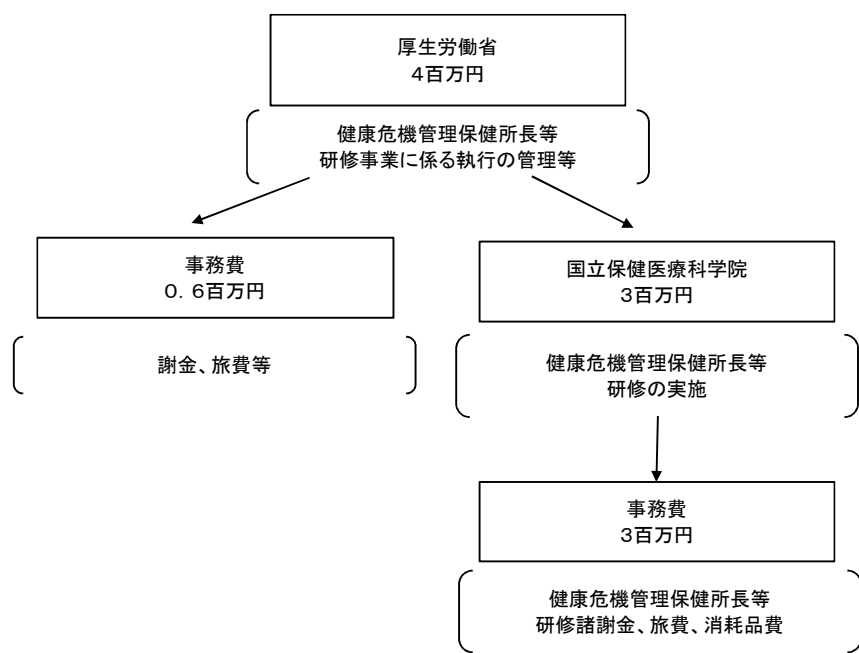 厚生労働省
4百万円
健康危機管理保健所長等
研修事業に係る執行の管理等
事務費
０．６百万円
謝金、旅費等
国立保健医療科学院
3百万円
健康危機管理保健所長等
研修の実施
事務費
3百万円
健康危機管理保健所長等
研修諸謝金、旅費、消耗品費